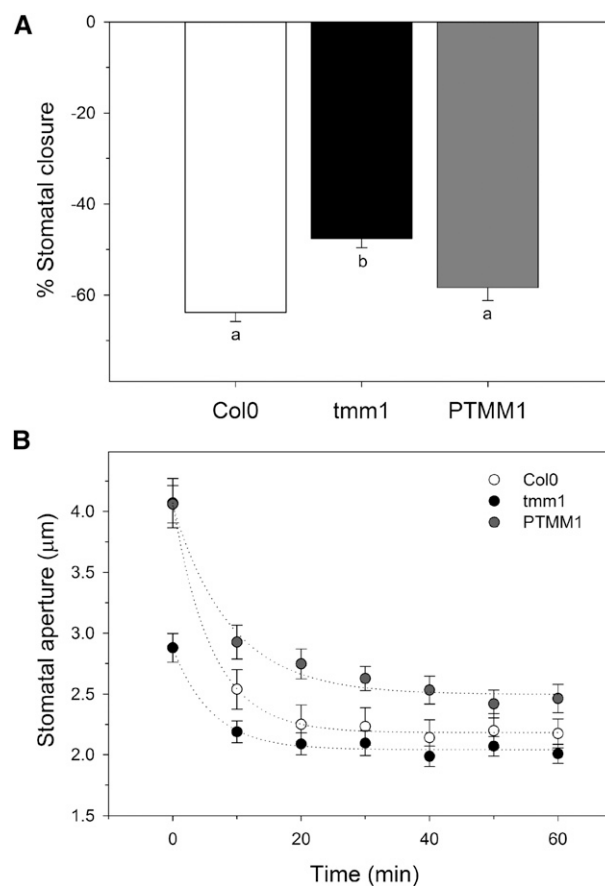 A
0
-20
-40
-60
% Stomatal closure
a
b
a
Col0 tmm1 PTMM1
B
Col0
tmm1
PTMM1
4.0
3.5
3.0
2.5
2.0
1.5
Stomatal aperture (μm)
0 20 40 60
Time (min)